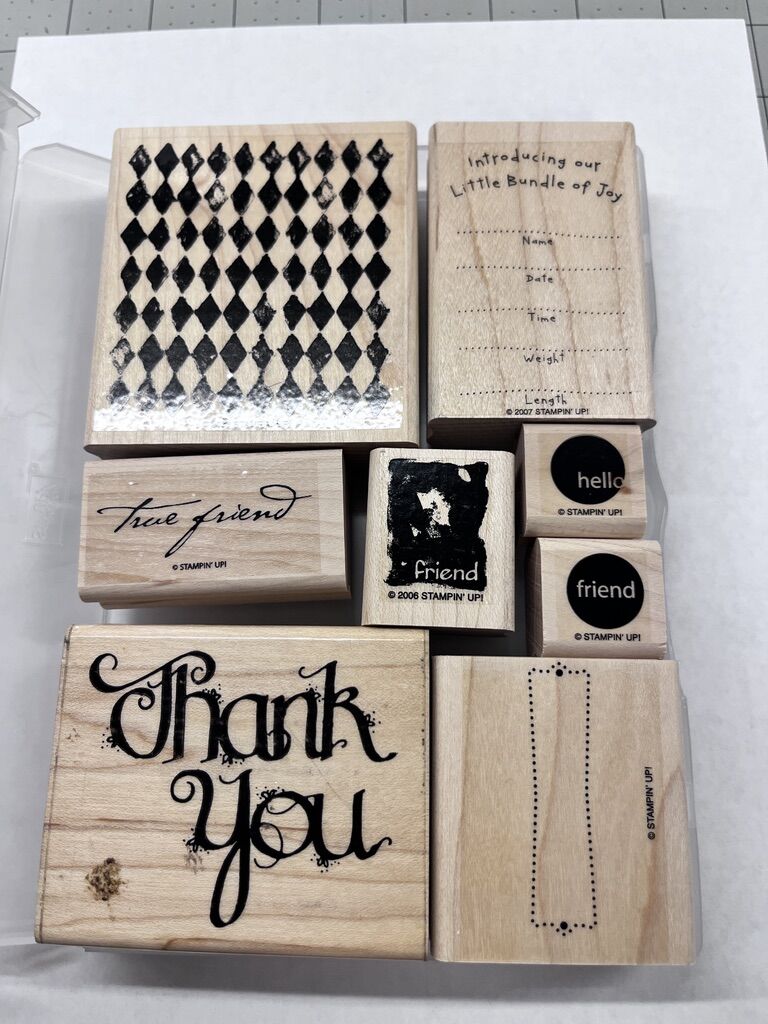 Introducing our
Little Bundle of Joy
Name
Date
Time
Weight
Length
© 2007 STAMPIN' UP!
true friend
© STAMPIN' UP!
friend
© 2006 STAMPIN' UP!
hello
© STAMPIN' UP!
friend
© STAMPIN' UP!
Thank
You
© STAMPIN' UP!